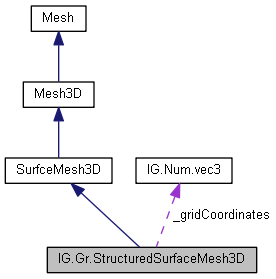 Mesh
Mesh3D
SurfceMesh3D
IG.Num.vec3
_gridCoordinates
IG.Gr.StructuredSurfaceMesh3D